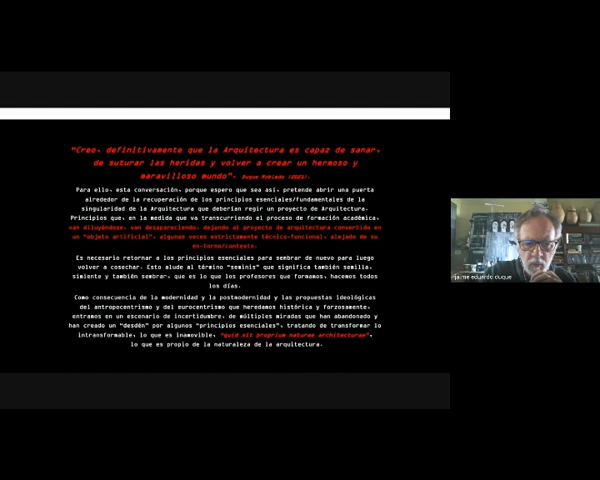 "Creo, definitivamente que la Arquitectura es capaz de sanar,
de suturar las heridas y volver a crear un hermoso y
maravilloso mundo". Duque Robledo (2021).
Para ello, esta conversación, porque espero que sea así, pretende abrir una puerta
alrededor de la recuperación de los principios esenciales/fundamentales de la
singularidad de la Arquitectura que deberían regir un proyecto de Arquitectura.
Principios que, en la medida que va transcurriendo el proceso de formación académica,
van diluyéndose, van desapareciendo, dejando al proyecto de arquitectura convertido en
un "objeto artificial", algunas veces estrictamente técnico-funcional, alejado de su
en-torno/contexto.
Es necesario retornar a los principios esenciales para sembrar de nuevo para luego
volver a cosechar. Esto alude al término "seminis" que significa también semilla,
simiente y también sembrar, que es lo que los profesores que formamos, hacemos todos
los días.
Como consecuencia de la modernidad y la postmodernidad y las propuestas ideológicas
del antropocentrismo y del eurocentrismo que heredamos histórica y forzosamente,
entramos en un escenario de incertidumbre, de múltiples miradas que han abandonado y
han creado un "desdén" por algunos "principios esenciales", tratando de transformar lo
intransformable, lo que es inamovible, "quid sit proprium naturae architecturae",
lo que es propio de la naturaleza de la arquitectura.
jaime eduardo duque